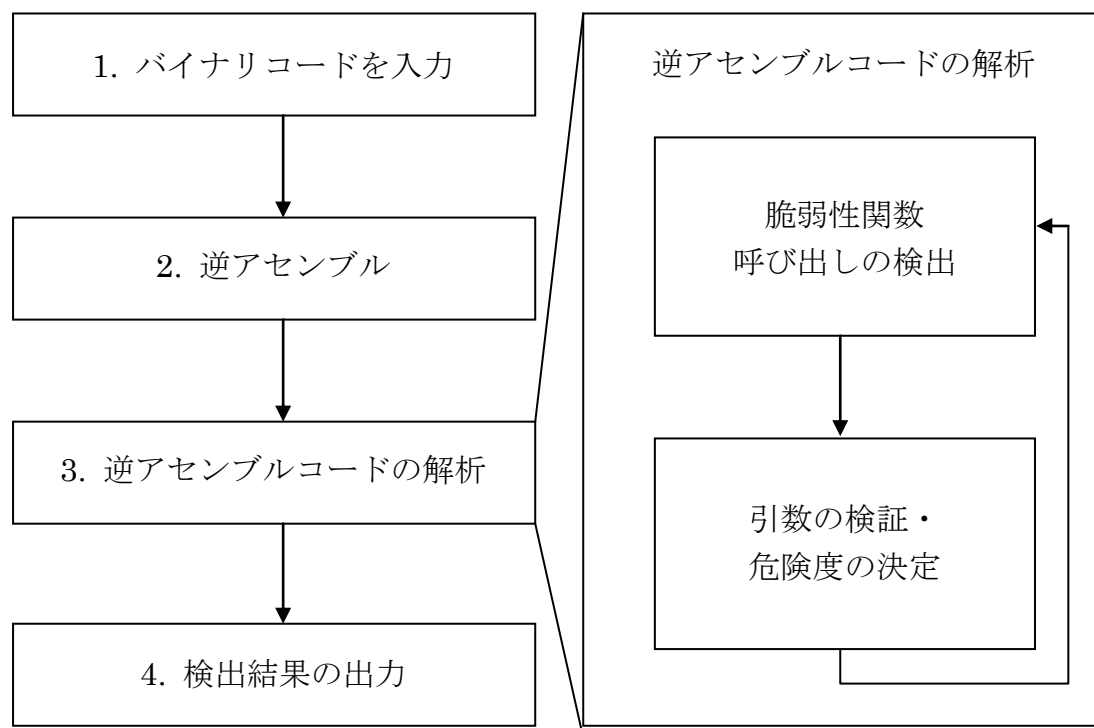 1. バイナリコードを入力
2. 逆アセンブル
3. 逆アセンブルコードの解析
4. 検出結果の出力
逆アセンブルコードの解析
脆弱性関数
呼び出しの検出
引数の検証・
危険度の決定